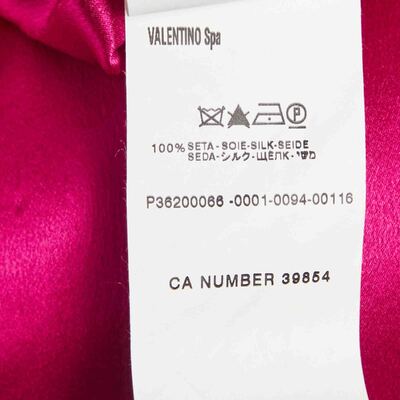 VALENTINO Spa
P
100% SETA-SOIE-SILK-SEIDE
SEDA-シルク-ЩЁЛК-משי
P36200066 -0001-0094-00116
CA NUMBER 39854